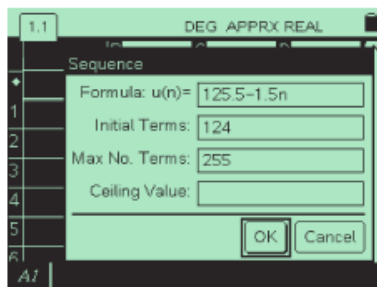 1.1 DEG APPRX REAL
Sequence
Formula: u(n)= 125.5-1.5n
Initial Terms: 124
Max No. Terms: 255
Ceiling Value:
OK Cancel
1
2
3
4
5
6
A1